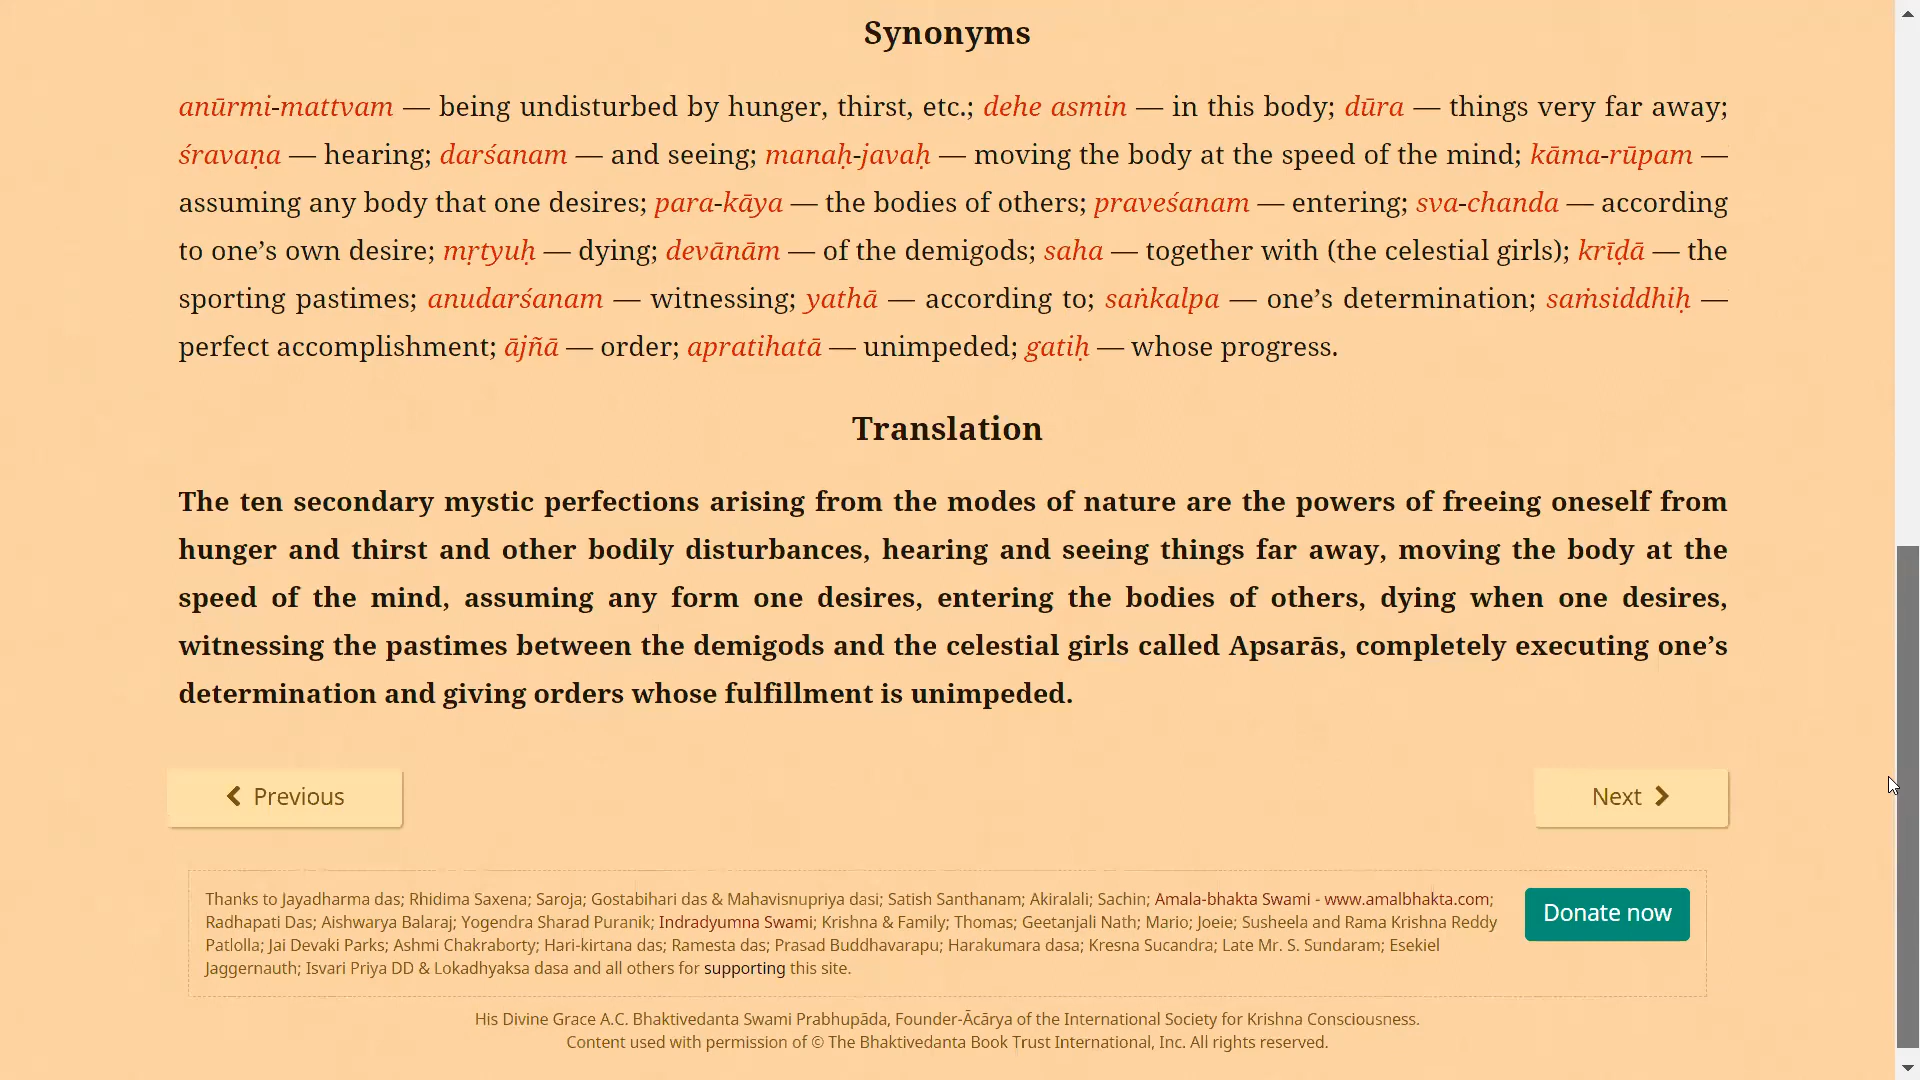 Synonyms
anūrmi-mattvam — being undisturbed by hunger, thirst, etc.; dehe asmin — in this body; dūra — things very far away;
śravaṇa — hearing; darśanam — and seeing; manaḥ-javaḥ — moving the body at the speed of the mind; kāma-rūpam —
assuming any body that one desires; para-kāya — the bodies of others; praveśanam — entering; sva-chanda — according
to one’s own desire; mṛtyuḥ — dying; devānām — of the demigods; saha — together with (the celestial girls); krīḍā — the
sporting pastimes; anudarśanam — witnessing; yathā — according to; saṅkalpa — one’s determination; saṁsiddhiḥ —
perfect accomplishment; ājñā — order; apratihatā — unimpeded; gatiḥ — whose progress.
Translation
The ten secondary mystic perfections arising from the modes of nature are the powers of freeing oneself from
hunger and thirst and other bodily disturbances, hearing and seeing things far away, moving the body at the
speed of the mind, assuming any form one desires, entering the bodies of others, dying when one desires,
witnessing the pastimes between the demigods and the celestial girls called Apsarās, completely executing one’s
determination and giving orders whose fulfillment is unimpeded.
Previous
Next
Thanks to Jayadharma das; Rhidima Saxena; Saroja; Gostabihari das & Mahavisnupriya dasi; Satish Santhanam; Akiralali; Sachin; Amala-bhakta Swami - www.amalbhakta.com;
Radhapati Das; Aishwarya Balaraj; Yogendra Sharad Puranik; Indradyumna Swami; Krishna & Family; Thomas; Geetanjali Nath; Mario; Joeie; Susheela and Rama Krishna Reddy
Patlolla; Jai Devaki Parks; Ashmi Chakraborty; Hari-kirtana das; Ramesta das; Prasad Buddhavarapu; Harakumara dasa; Kresna Sucandra; Late Mr. S. Sundaram; Esekiel
Jaggernauth; Isvari Priya DD & Lokadhyaksa dasa and all others for supporting this site.
Donate now
His Divine Grace A.C. Bhaktivedanta Swami Prabhupāda, Founder-Ācārya of the International Society for Krishna Consciousness.
Content used with permission of © The Bhaktivedanta Book Trust International, Inc. All rights reserved.